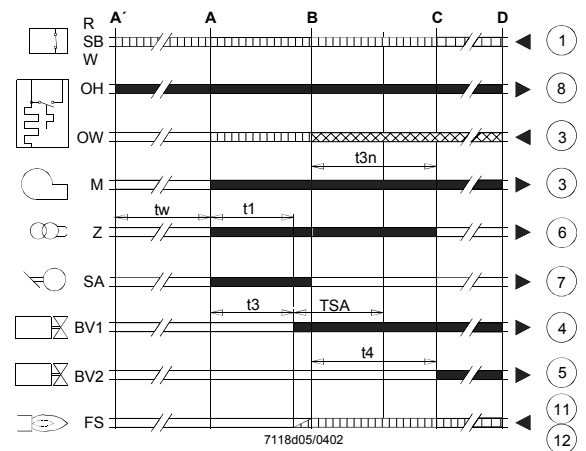 A´ A B C D
R
SB 1
W
OH 8
OW 3
t3n
M 3
tw t1
Z 6
SA 7
t3 TSA
BV1 4
t4
BV2 5
FS 11
7118d05/0402 12